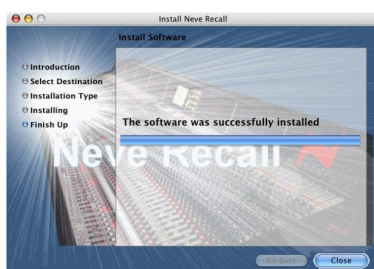 Install Neve Recall
Install Software
Introduction
Select Destination
Installation Type
Installing
Finish Up
The software was successfully installed
Neve Recall
Go Back
Close